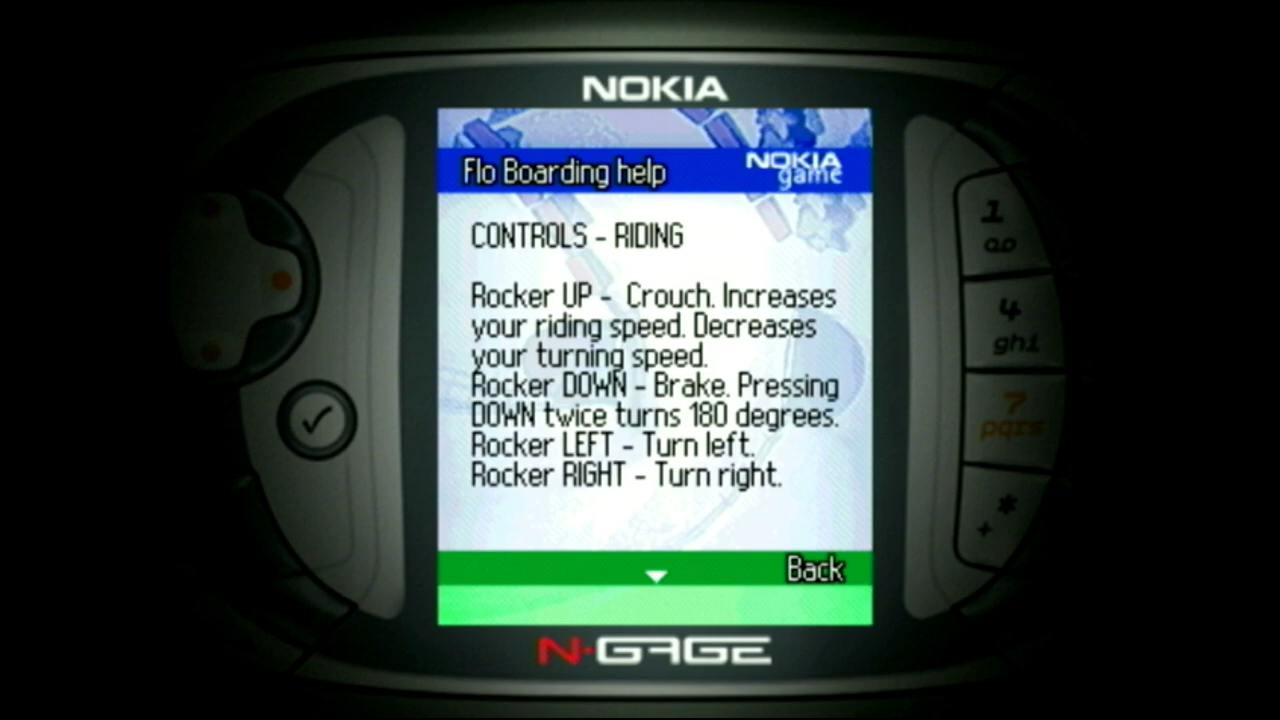 NOKIA
Flo Boarding help
NOKIA
game
CONTROLS - RIDING
Rocker UP - Crouch. Increases
your riding speed. Decreases
your turning speed.
Rocker DOWN - Brake. Pressing
DOWN twice turns 180 degrees.
Rocker LEFT - Turn left.
Rocker RIGHT - Turn right.
Back
N-GAGE
1
4
ghi
7
pqrs
*
+